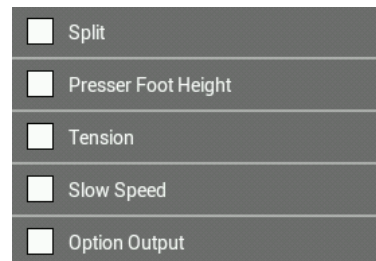 Split
Presser Foot Height
Tension
Slow Speed
Option Output